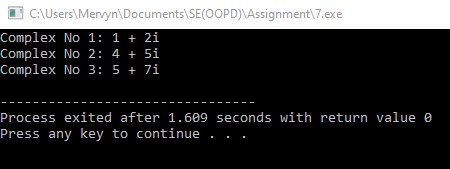 C:\Users\Mervyn\Documents\SE(OOPD)\Assignment\7.exe
Complex No 1: 1 + 2i
Complex No 2: 4 + 5i
Complex No 3: 5 + 7i
--------------------------------
Process exited after 1.609 seconds with return value 0
Press any key to continue . . .